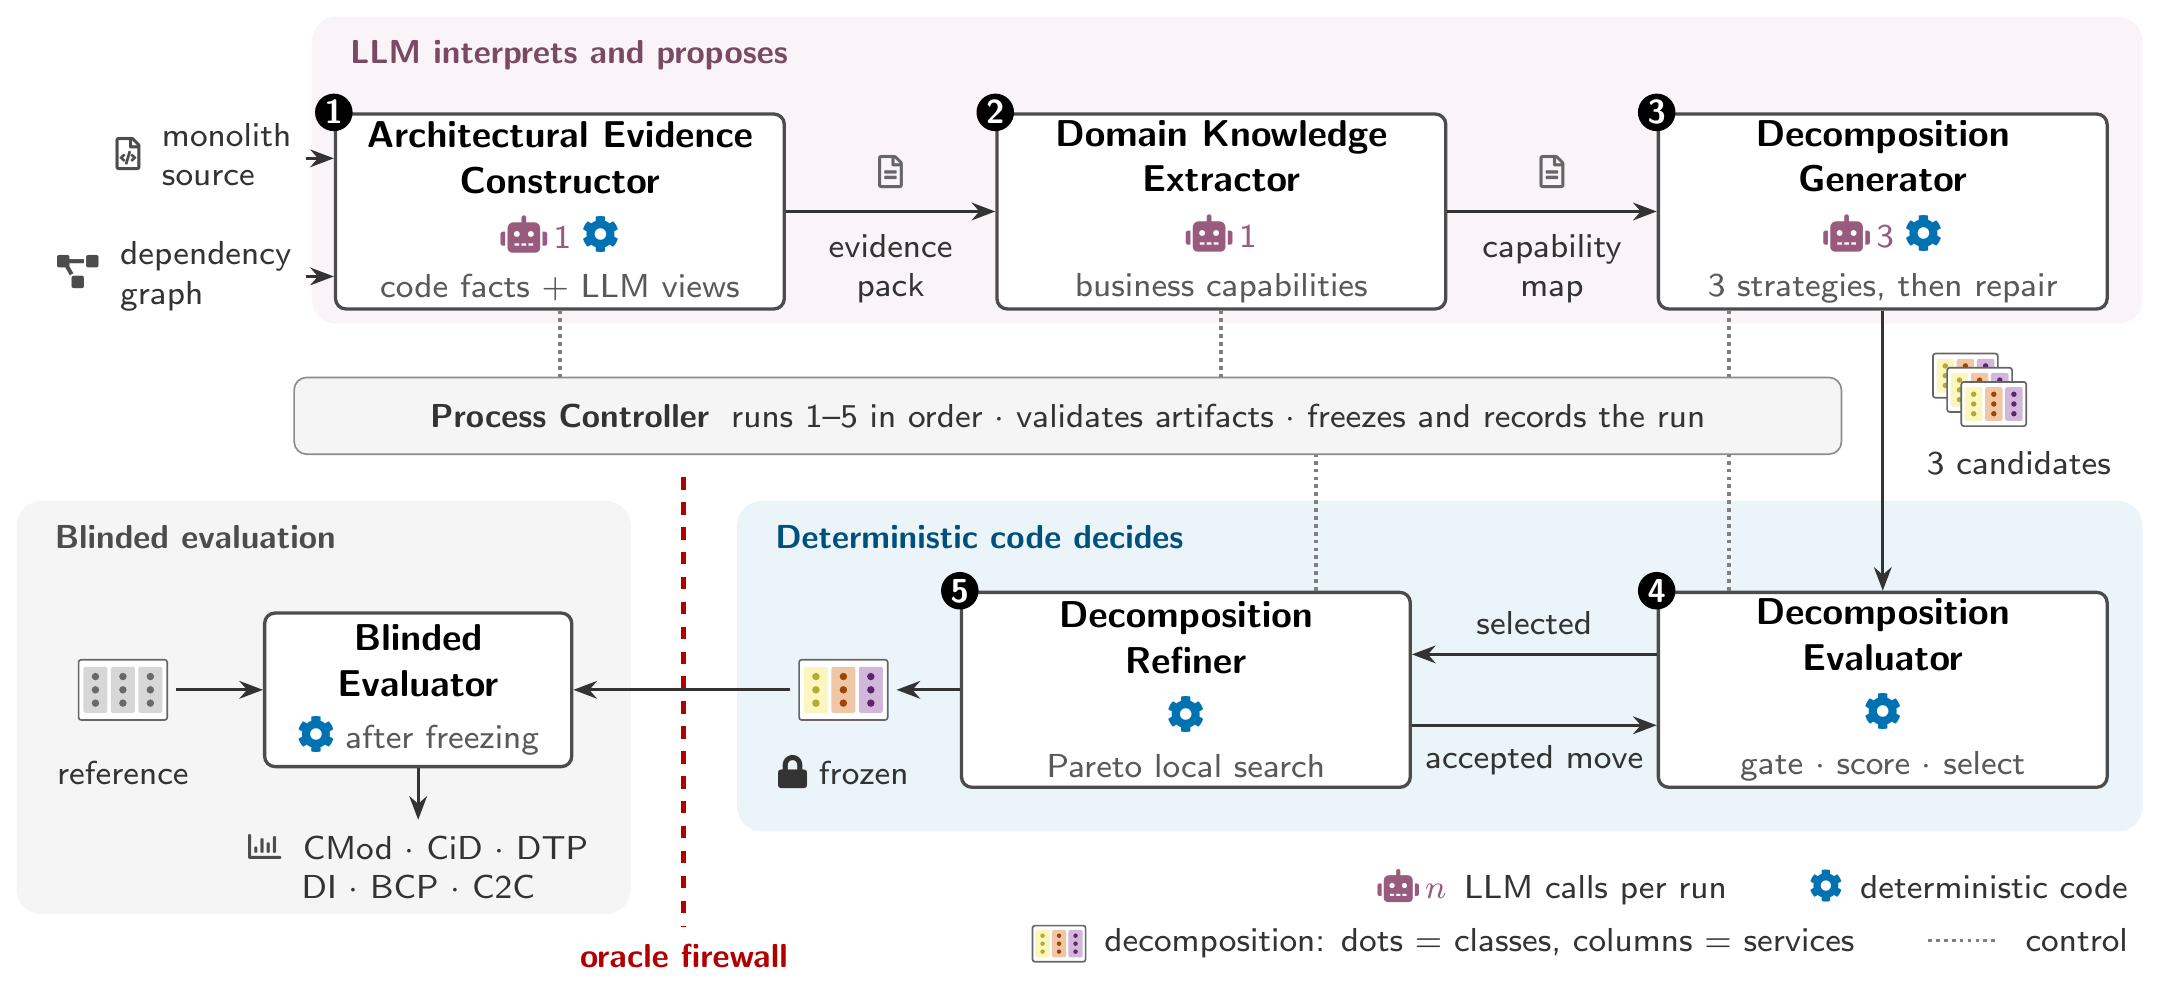 LLM interprets and proposes
1
Architectural Evidence
Constructor
1
code facts + LLM views
monolith
source
dependency
graph
evidence
pack
2
Domain Knowledge
Extractor
1
business capabilities
capability
map
3
Decomposition
Generator
3
3 strategies, then repair
Process Controller runs 1–5 in order · validates artifacts · freezes and records the run
3 candidates
Blinded evaluation
Blinded
Evaluator
after freezing
reference
CMod · CiD · DTP
DI · BCP · C2C
oracle firewall
Deterministic code decides
frozen
5
Decomposition
Refiner
Pareto local search
selected
accepted move
4
Decomposition
Evaluator
gate · score · select
n LLM calls per run
deterministic code
decomposition: dots = classes, columns = services
control